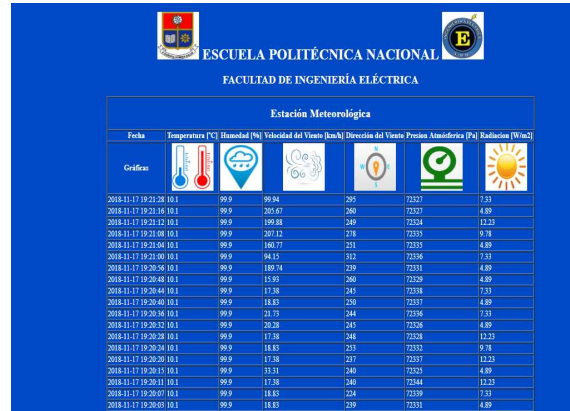 ESCUELA POLITÉCNICA NACIONAL
FACULTAD DE INGENIERÍA ELÉCTRICA
Estación Meteorológica
Fecha Temperatura [°C] Humedad [%] Velocidad del Viento [km/h] Dirección del Viento Presion Atmósferica [Pa] Radiacion [W/m2]
Gráficas
2018-11-17 19:21:28 10.1 99.9 99.94 295 72327 7.33
2018-11-17 19:21:16 10.1 99.9 205.67 260 72327 4.89
2018-11-17 19:21:12 10.1 99.9 199.88 249 72324 12.23
2018-11-17 19:21:08 10.1 99.9 207.12 278 72335 9.78
2018-11-17 19:21:04 10.1 99.9 160.77 251 72335 4.89
2018-11-17 19:21:00 10.1 99.9 94.15 312 72336 7.33
2018-11-17 19:20:56 10.1 99.9 189.74 239 72331 4.89
2018-11-17 19:20:48 10.1 99.9 15.93 260 72329 4.89
2018-11-17 19:20:44 10.1 99.9 17.38 245 72338 7.33
2018-11-17 19:20:40 10.1 99.9 18.83 250 72337 4.89
2018-11-17 19:20:36 10.1 99.9 21.73 244 72336 7.33
2018-11-17 19:20:32 10.1 99.9 20.28 245 72326 4.89
2018-11-17 19:20:28 10.1 99.9 17.38 248 72328 12.23
2018-11-17 19:20:24 10.1 99.9 18.83 253 72332 9.78
2018-11-17 19:20:20 10.1 99.9 17.38 237 72337 12.23
2018-11-17 19:20:15 10.1 99.9 33.31 240 72325 4.89
2018-11-17 19:20:11 10.1 99.9 17.38 240 72344 12.23
2018-11-17 19:20:07 10.1 99.9 18.83 224 72339 7.33
2018-11-17 19:20:03 10.1 99.9 18.83 239 72331 4.89